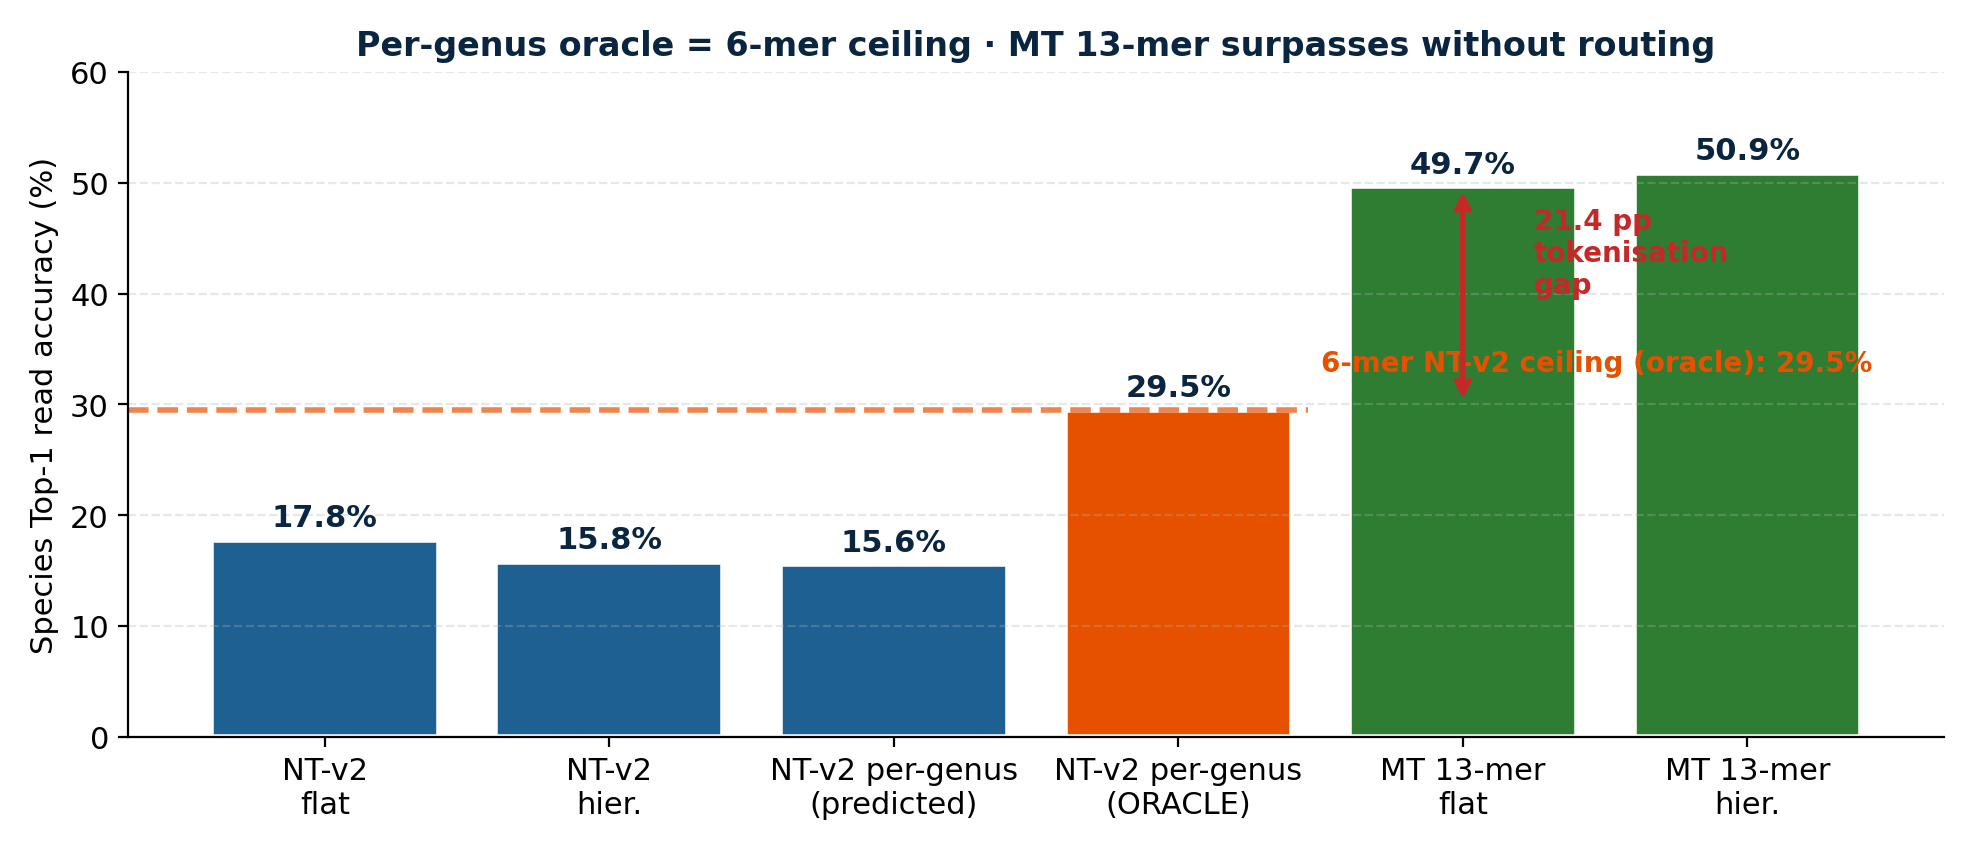 Per-genus oracle = 6-mer ceiling · MT 13-mer surpasses without routing
Species Top-1 read accuracy (%)
60
50
40
30
20
10
0
17.8%
15.8%
15.6%
29.5%
49.7%
50.9%
21.4 pp
tokenisation
gap
6-mer NT-v2 ceiling (oracle): 29.5%
NT-v2
flat
NT-v2
hier.
NT-v2 per-genus
(predicted)
NT-v2 per-genus
(ORACLE)
MT 13-mer
flat
MT 13-mer
hier.